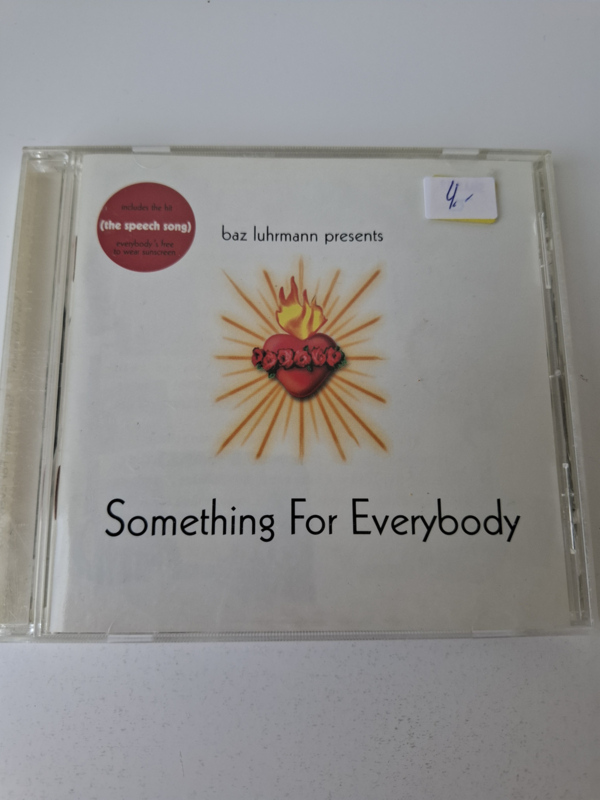 includes the hit
(the speech song)
everybody's free
to wear sunscreen
4,-
baz luhrmann presents
Something For Everybody